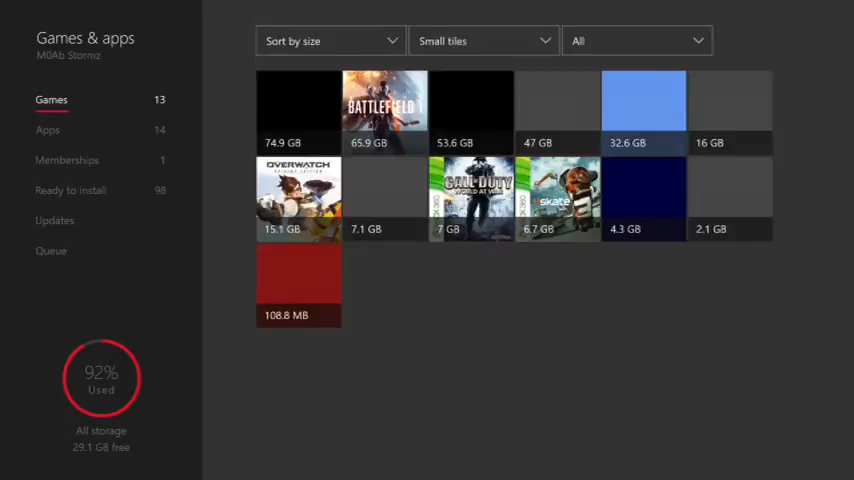 Games & apps
M0Ab Stormz
Games 13
Apps 14
Memberships 1
Ready to install 98
Updates
Queue
92%
Used
All storage
29.1 GB free
Sort by size
Small tiles
All
BATTLEFIELD 1
74.9 GB
65.9 GB
53.6 GB
47 GB
32.6 GB
16 GB
OVERWATCH
CALL OF DUTY
WORLD AT WAR
skate
15.1 GB
7.1 GB
7 GB
6.7 GB
4.3 GB
2.1 GB
108.8 MB